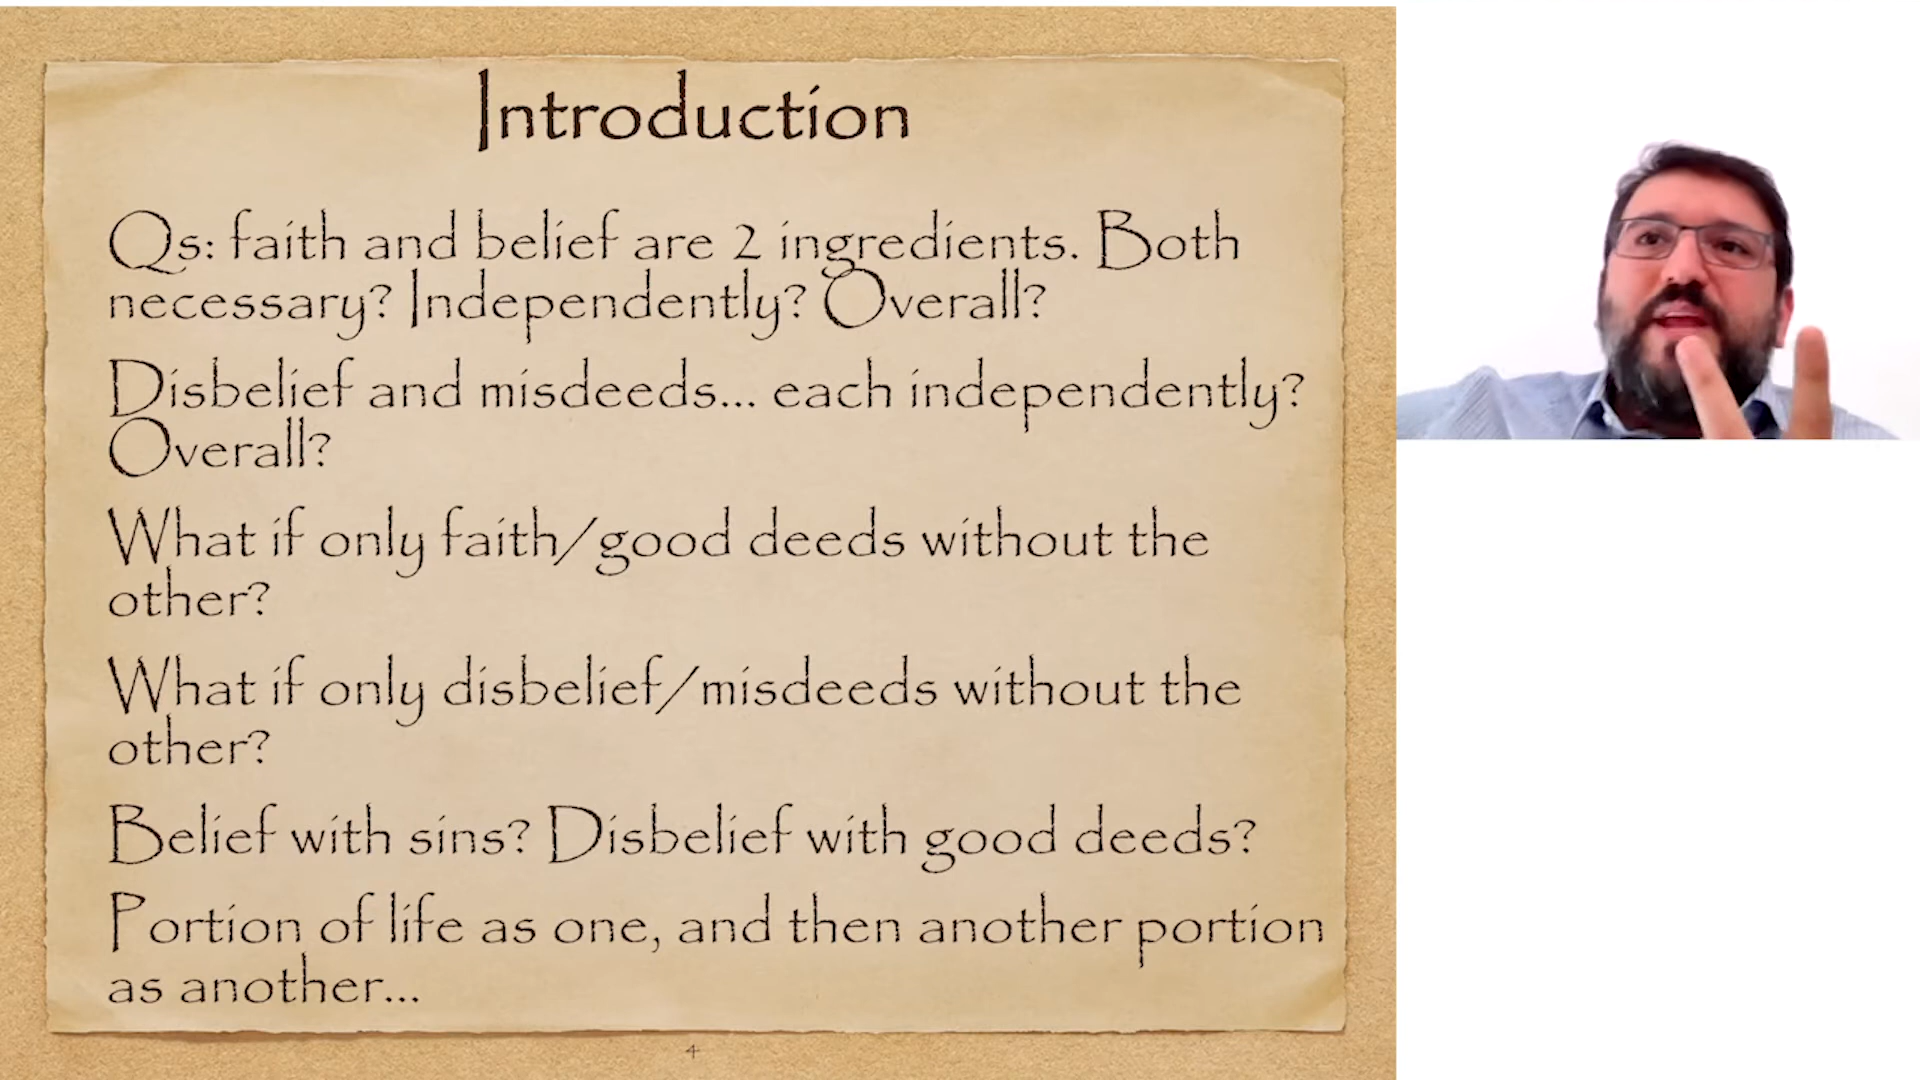 Introduction
Qs: faith and belief are 2 ingredients. Both
necessary? Independently? Overall?
Disbelief and misdeeds... each independently?
Overall?
What if only faith/good deeds without the
other?
What if only disbelief/misdeeds without the
other?
Belief with sins? Disbelief with good deeds?
Portion of life as one, and then another portion
as another...
4